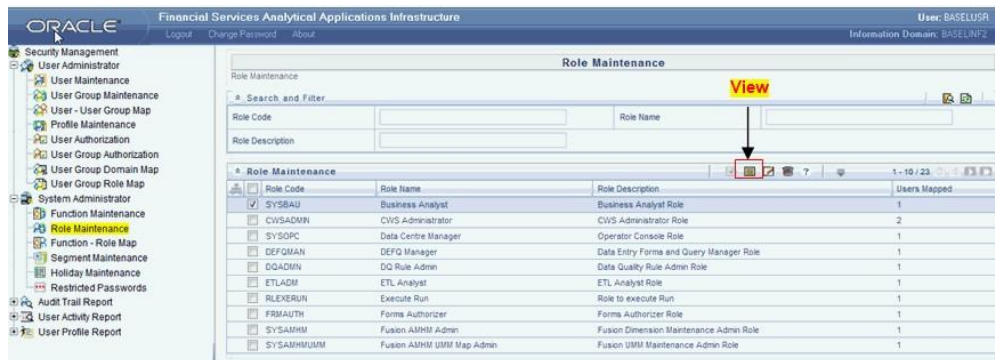 ORACLE
Financial Services Analytical Applications Infrastructure
User: BASELUSR
Logout Change Password About
Information Domain: BASELINF2
Security Management
User Administrator
User Maintenance
User Group Maintenance
User - User Group Map
Profile Maintenance
User Authorization
User Group Authorization
User Group Domain Map
User Group Role Map
System Administrator
Function Maintenance
Role Maintenance
Function - Role Map
Segment Maintenance
Holiday Maintenance
Restricted Passwords
Audit Trail Report
User Activity Report
User Profile Report
Role Maintenance
Role Maintenance
View
Search and Filter
Role Code Role Name
Role Description
Role Maintenance ? 1 - 10 / 23
Role Code Role Name Role Description Users Mapped
SYSBAU Business Analyst Business Analyst Role 1
CWSADMIN CWS Administrator CWS Administrator Role 2
SYSOPC Data Centre Manager Operator Console Role 1
DEFQMAN DEFQ Manager Data Entry Forms and Query Manager Role 1
DQADMN DQ Rule Admin Data Quality Rule Admin Role 1
ETLADM ETL Analyst ETL Analyst Role 1
RLEXERUN Execute Run Role to execute Run 1
FRMAUTH Forms Authorizer Forms Authorizer Role 1
SYSAMHM Fusion AMHM Admin Fusion Dimension Maintenance Admin Role 1
SYSAMHMUMM Fusion AMHM UMM Map Admin Fusion UMM Maintenance Admin Role 1